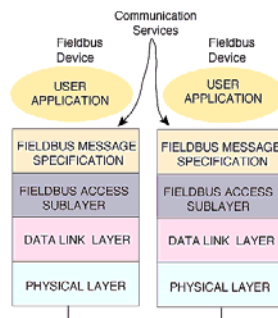 Communication
Services
Fieldbus
Device
USER
APPLICATION
FIELDBUS MESSAGE
SPECIFICATION
FIELDBUS ACCESS
SUBLAYER
DATA LINK LAYER
PHYSICAL LAYER
Fieldbus
Device
USER
APPLICATION
FIELDBUS MESSAGE
SPECIFICATION
FIELDBUS ACCESS
SUBLAYER
DATA LINK LAYER
PHYSICAL LAYER